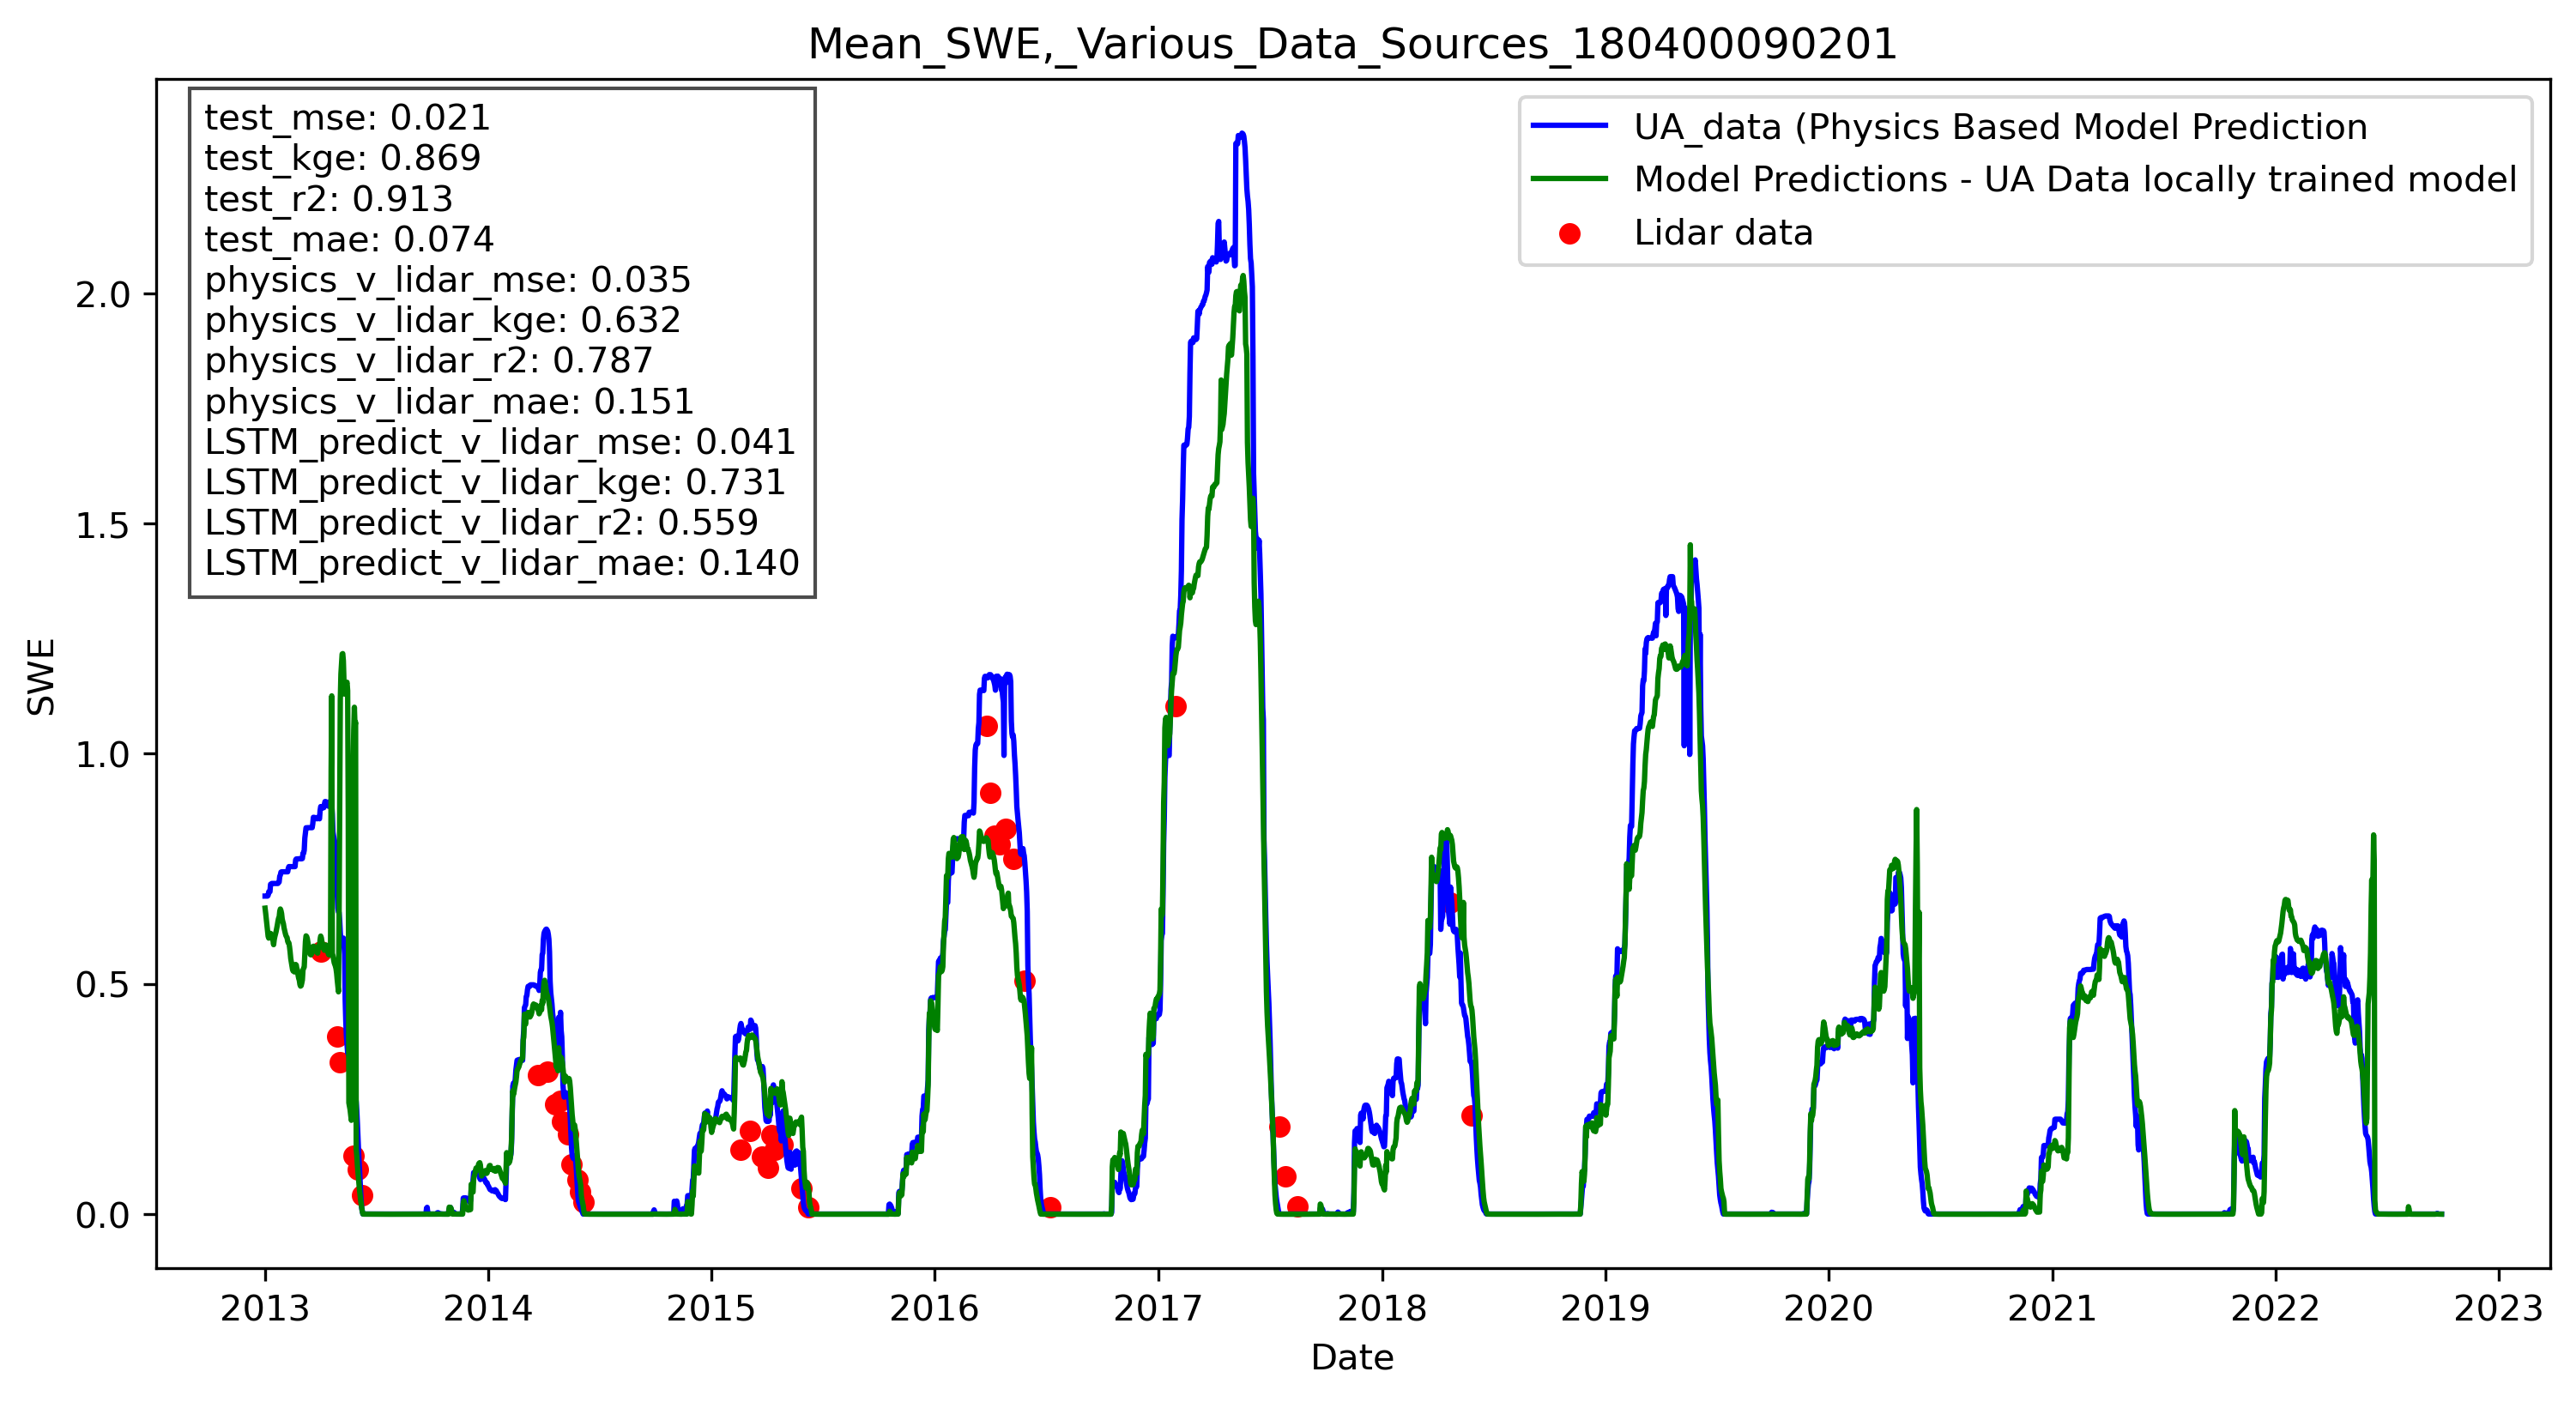 Mean_SWE,_Various_Data_Sources_180400090201
test_mse: 0.021
test_kge: 0.869
test_r2: 0.913
test_mae: 0.074
physics_v_lidar_mse: 0.035
physics_v_lidar_kge: 0.632
physics_v_lidar_r2: 0.787
physics_v_lidar_mae: 0.151
LSTM_predict_v_lidar_mse: 0.041
LSTM_predict_v_lidar_kge: 0.731
LSTM_predict_v_lidar_r2: 0.559
LSTM_predict_v_lidar_mae: 0.140
UA_data (Physics Based Model Prediction
Model Predictions - UA Data locally trained model
Lidar data
SWE
2.0
1.5
1.0
0.5
0.0
2013 2014 2015 2016 2017 2018 2019 2020 2021 2022 2023
Date